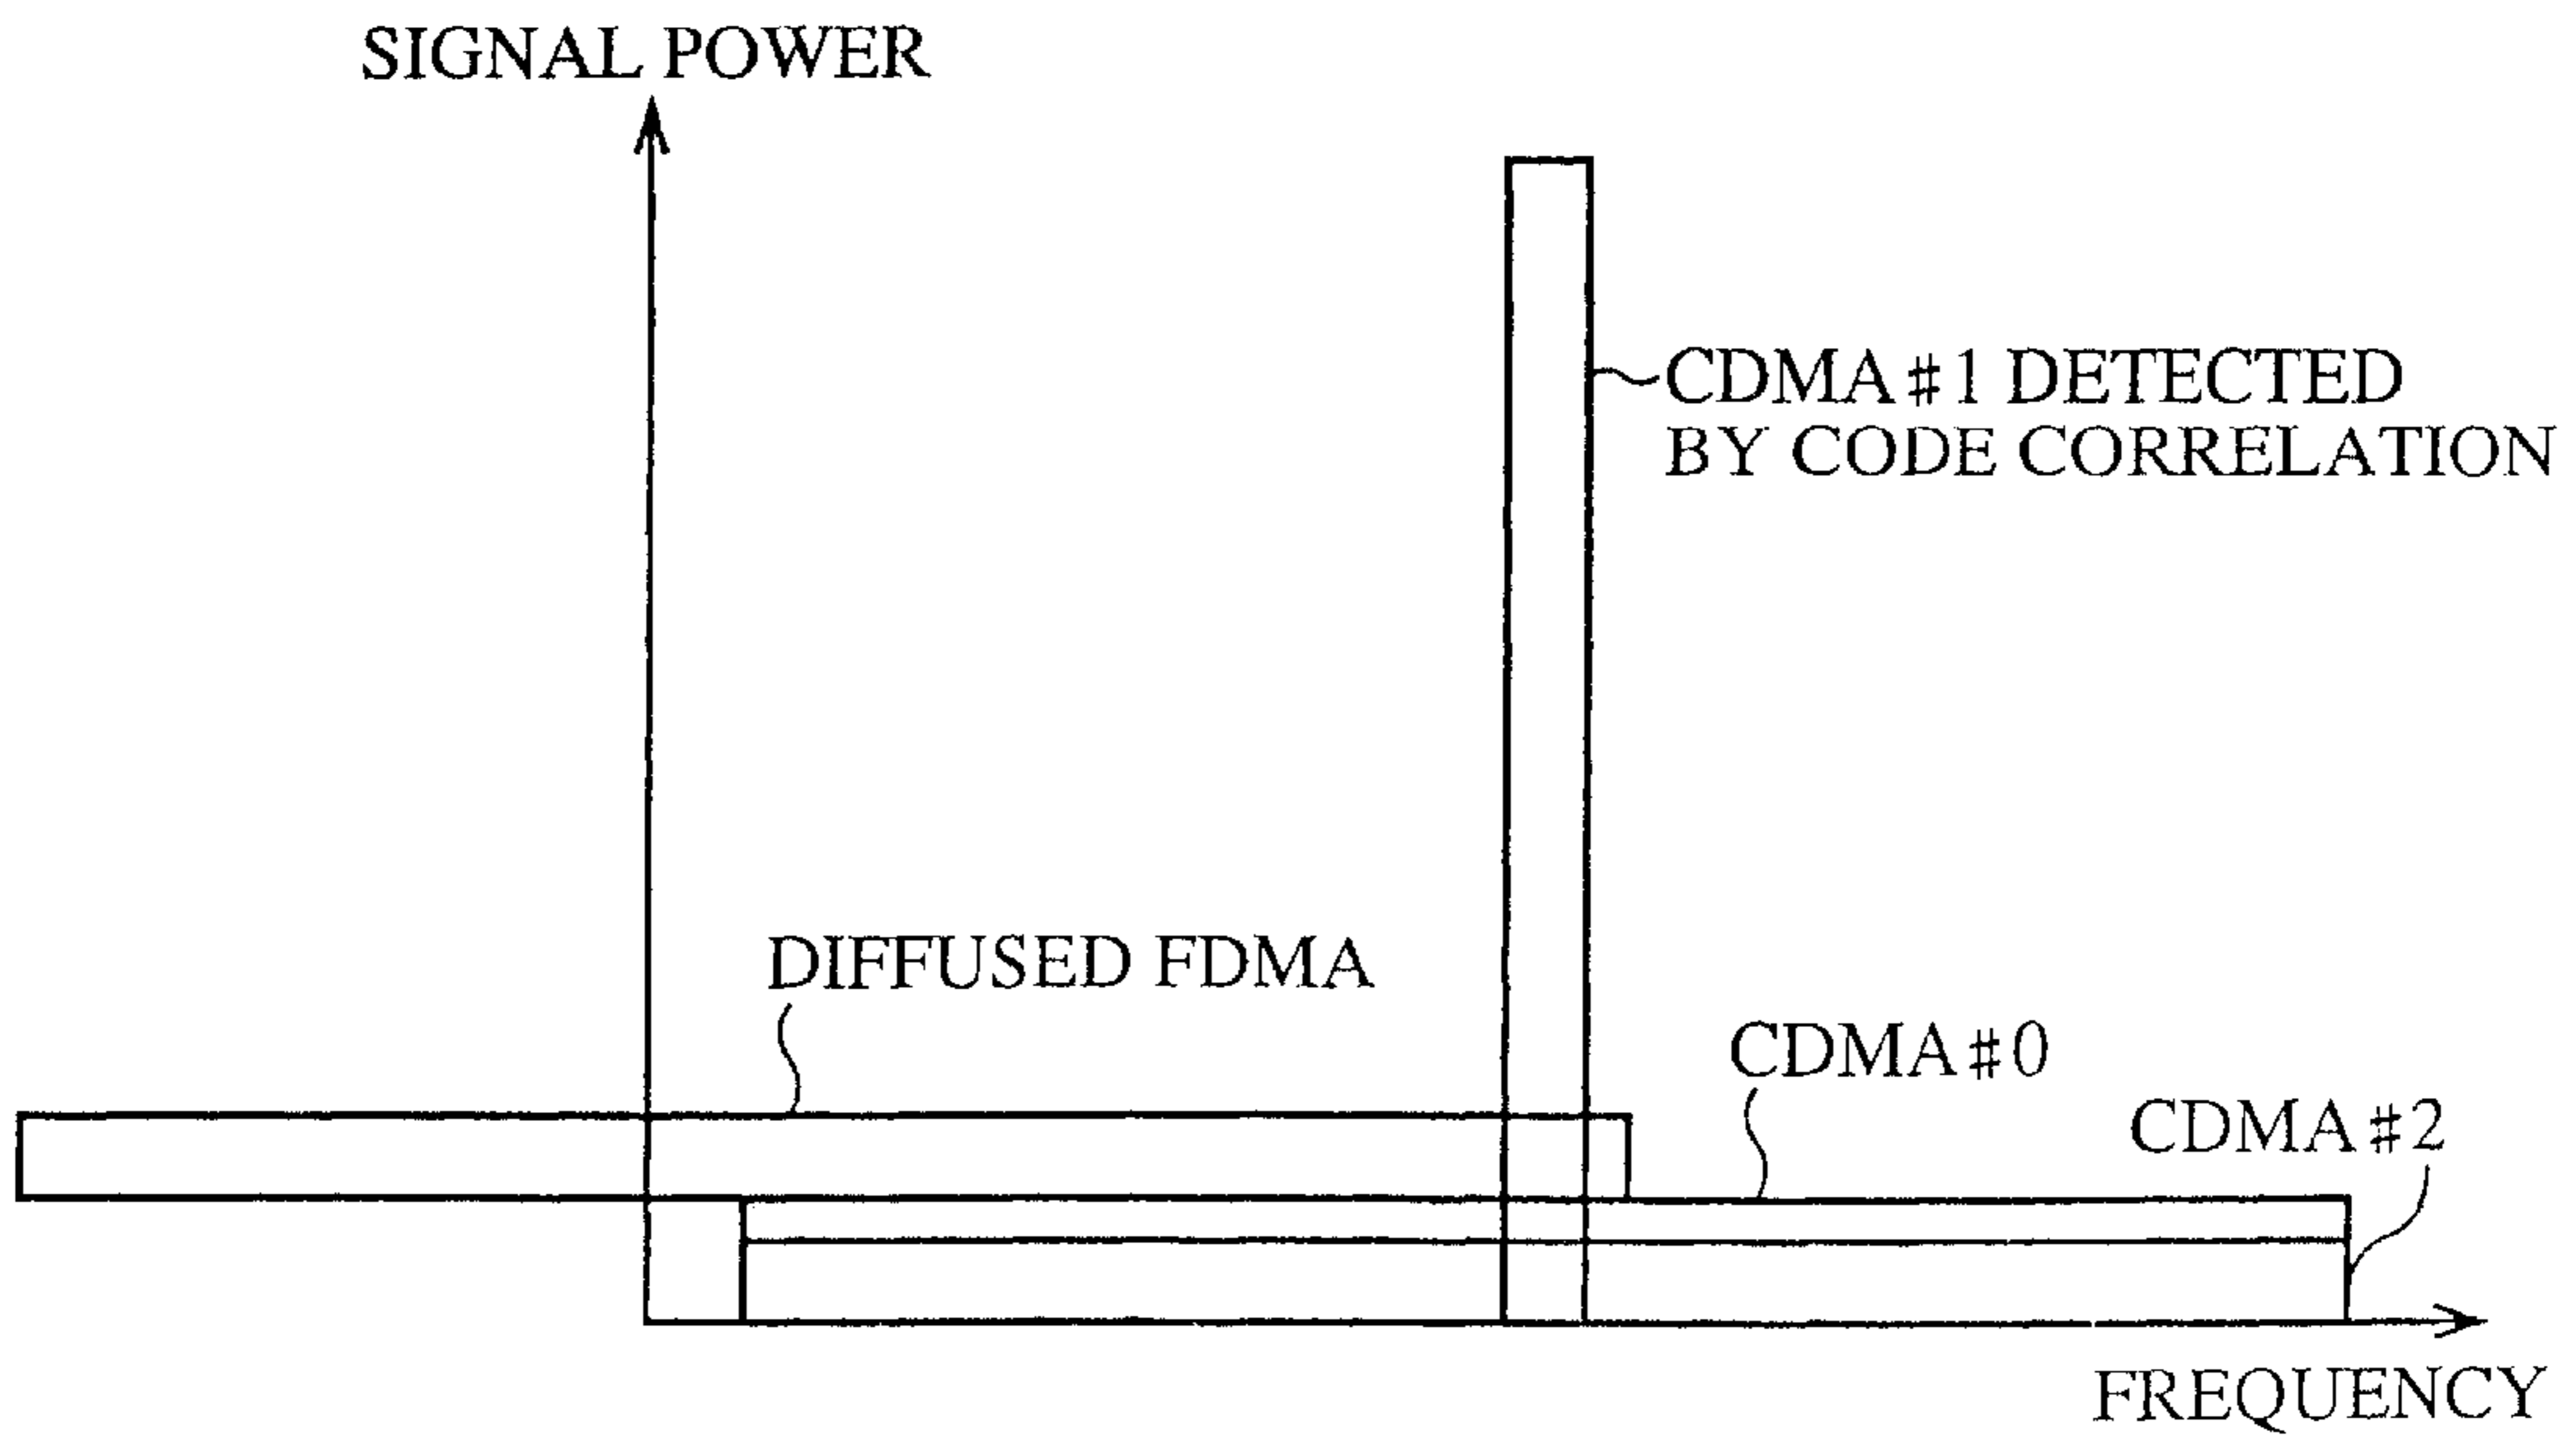 SIGNAL POWER
CDMA#1 DETECTED
BY CODE CORRELATION
DIFFUSED FDMA
CDMA#0
CDMA#2
FREQUENCY